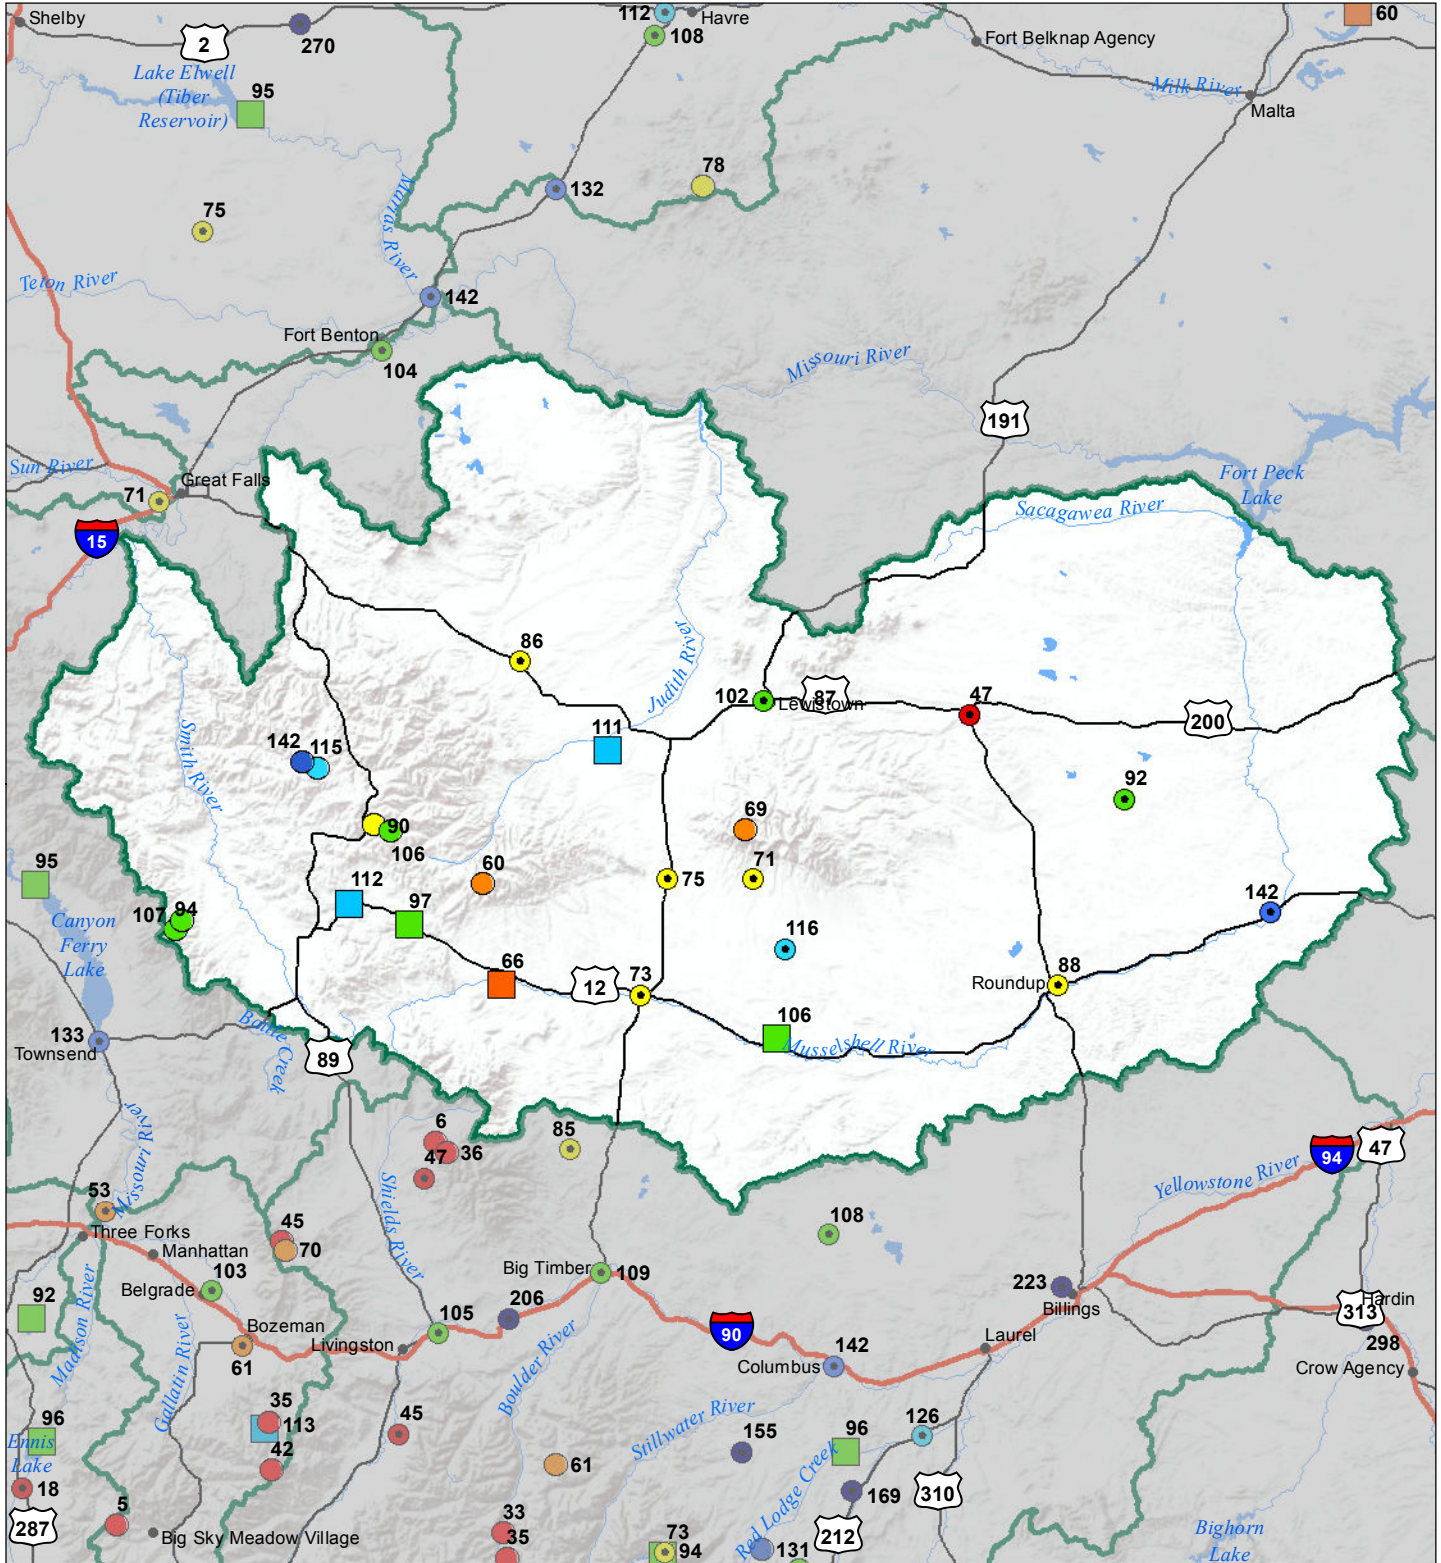 Shelby
2
270
112
Havre
108
60
Fort Belknap Agency
Lake Elwell
(Tiber
Reservoir)
95
Milk River
Malta
78
132
75
Marias River
Teton River
142
Fort Benton
104
Missouri River
191
Sun River
Great Falls
71
15
Fort Peck
Lake
Sacagawea River
86
Judith River
102
Lewistown
87
47
200
111
Smith River
142
115
92
69
90
106
60
75
71
95
112
97
142
107
94
Canyon
Ferry
Lake
116
66
12
73
88
Roundup
133
Townsend
Battle Creek
89
106
Musselshell River
6
36
47
85
94
47
Missouri River
Shields River
Yellowstone River
53
Three Forks
Manhattan
45
70
108
103
Belgrade
Big Timber
109
223
Billings
92
Madison River
Gallatin River
Bozeman
61
Livingston
105
206
Boulder River
90
Columbus
142
Laurel
313
Hardin
298
Crow Agency
35
113
42
45
96
Ennis
Lake
18
287
5
Big Sky Meadow Village
Stillwater River
155
96
126
61
Red Lodge Creek
169
310
212
33
35
73
94
131
Bighorn
Lake